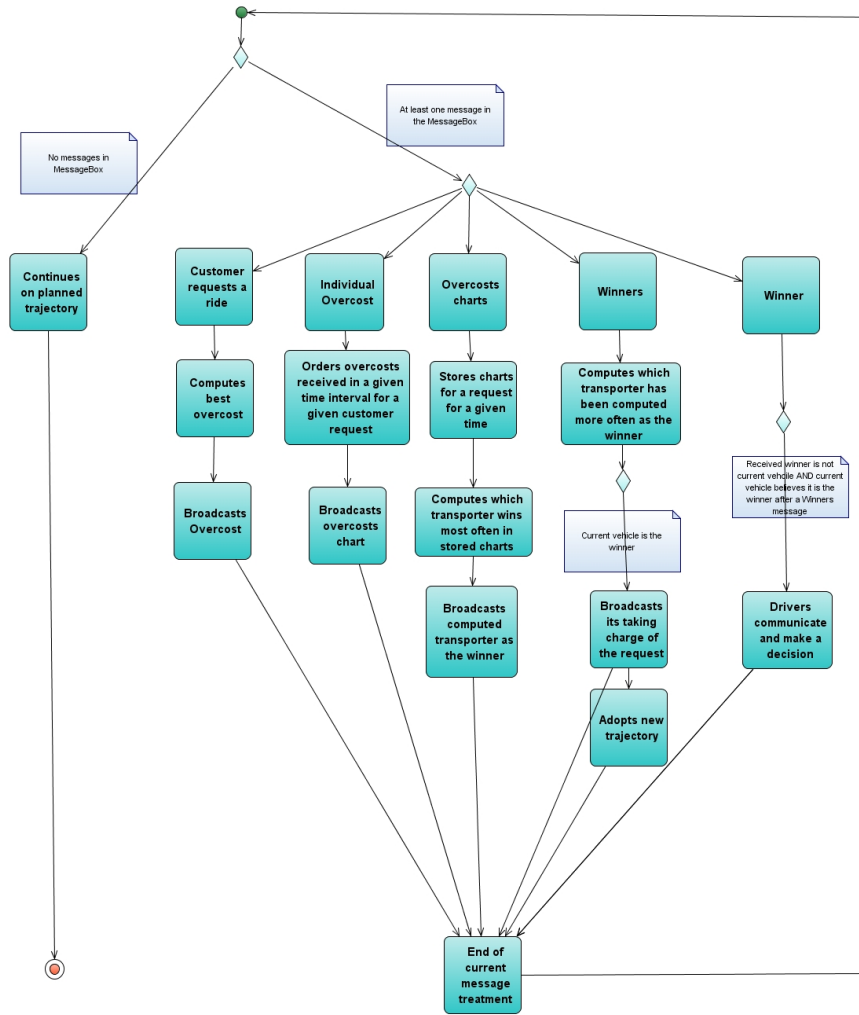 At least one message in
the MessageBox
No messages in
MessageBox
Continues
on planned
trajectory
Customer
requests a
ride
Individual
Overcost
Overcosts
charts
Winners
Winner
Computes
best
overcost
Orders overcosts
received in a given
time interval for a
given customer
request
Stores charts
for a request
for a given
time
Computes which
transporter has
been computed
more often as the
winner
Received winner is not
current vehcile AND current
vehicle believes it is the
winner after a Winners
message
Broadcasts
Overcost
Broadcasts
overcosts
chart
Computes which
transporter wins
most often in
stored charts
Current vehicle is the
winner
Broadcasts
computed
transporter as
the winner
Broadcasts
its taking
charge of
the request
Drivers
communicate
and make a
decision
Adopts new
trajectory
End of
current
message
treatment